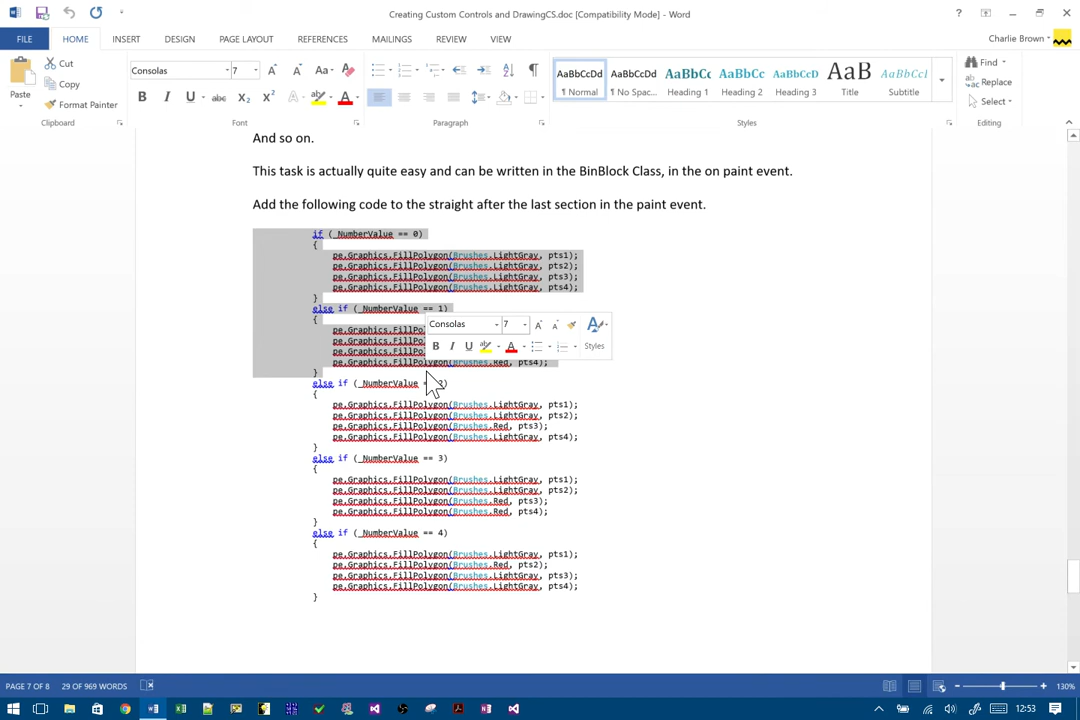 Creating Custom Controls and DrawingCS.doc [Compatibility Mode] - Word
FILE HOME INSERT DESIGN PAGE LAYOUT REFERENCES MAILINGS REVIEW VIEW Charlie Brown
Paste
Cut
Copy
Format Painter
Clipboard
Consolas 7
Font
Paragraph
AaBbCcDd AaBbCcDd AaBbCc AaBbCc AaBbCcD AaB AaBbCcl
¶ Normal ¶ No Spac... Heading 1 Heading 2 Heading 3 Title Subtitle
Styles
Find
Replace
Select
Editing
And so on.
This task is actually quite easy and can be written in the BinBlock Class, in the on paint event.
Add the following code to the straight after the last section in the paint event.
if (_NumberValue == 0)
{
pe.Graphics.FillPolygon(Brushes.LightGray, pts1);
pe.Graphics.FillPolygon(Brushes.LightGray, pts2);
pe.Graphics.FillPolygon(Brushes.LightGray, pts3);
pe.Graphics.FillPolygon(Brushes.LightGray, pts4);
}
else if (_NumberValue == 1)
{
pe.Graphics.FillPo
pe.Graphics.FillPo
pe.Graphics.FillPo
pe.Graphics.FillPolygon(Brushes.Red, pts4);
}
Consolas 7
B I U Styles
else if (_NumberValue = 2)
{
pe.Graphics.FillPolygon(Brushes.LightGray, pts1);
pe.Graphics.FillPolygon(Brushes.LightGray, pts2);
pe.Graphics.FillPolygon(Brushes.Red, pts3);
pe.Graphics.FillPolygon(Brushes.LightGray, pts4);
}
else if (_NumberValue == 3)
{
pe.Graphics.FillPolygon(Brushes.LightGray, pts1);
pe.Graphics.FillPolygon(Brushes.LightGray, pts2);
pe.Graphics.FillPolygon(Brushes.Red, pts3);
pe.Graphics.FillPolygon(Brushes.Red, pts4);
}
else if (_NumberValue == 4)
{
pe.Graphics.FillPolygon(Brushes.LightGray, pts1);
pe.Graphics.FillPolygon(Brushes.Red, pts2);
pe.Graphics.FillPolygon(Brushes.LightGray, pts3);
pe.Graphics.FillPolygon(Brushes.LightGray, pts4);
}
PAGE 7 OF 8 29 OF 969 WORDS 130%
12:53